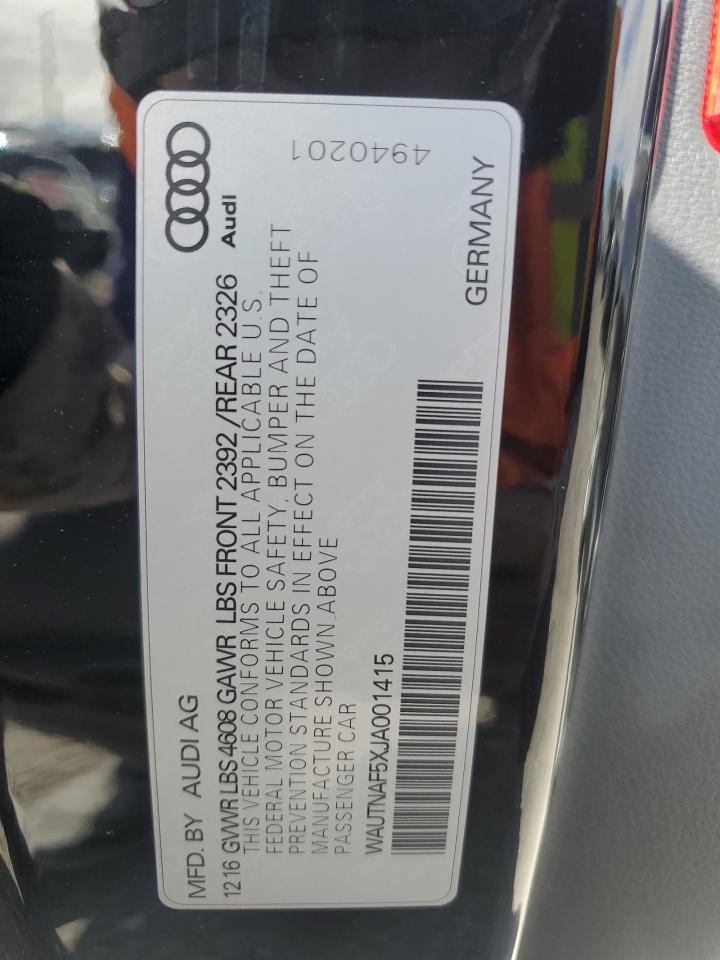 MFD. BY AUDI AG
12 16 GVWR LBS 4608 GAWR LBS FRONT 2392 /REAR 2326
Audi
THIS VEHICLE CONFORMS TO ALL APPLICABLE U.S.
FEDERAL MOTOR VEHICLE SAFETY, BUMPER AND THEFT
PREVENTION STANDARDS IN EFFECT ON THE DATE OF
MANUFACTURE SHOWN ABOVE
PASSENGER CAR
4940201
WAUTNAF5XJA001415
GERMANY